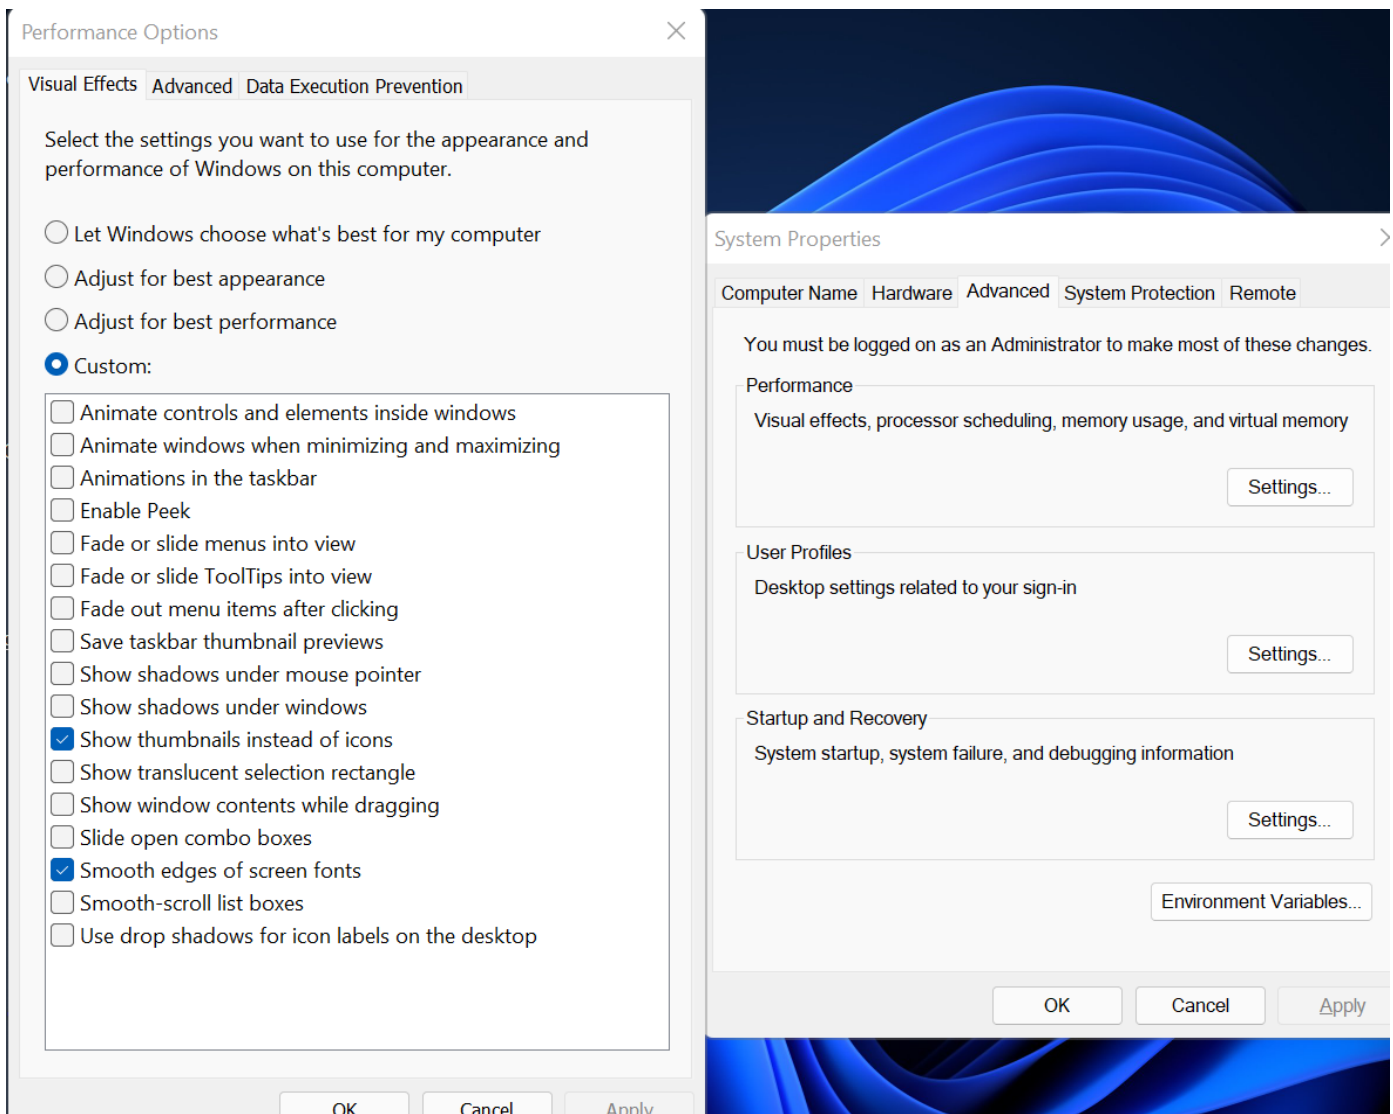 Performance Options
Visual Effects
Advanced
Data Execution Prevention
Select the settings you want to use for the appearance and
performance of Windows on this computer.
Let Windows choose what's best for my computer
Adjust for best appearance
Adjust for best performance
Custom:
Animate controls and elements inside windows
Animate windows when minimizing and maximizing
Animations in the taskbar
Enable Peek
Fade or slide menus into view
Fade or slide ToolTips into view
Fade out menu items after clicking
Save taskbar thumbnail previews
Show shadows under mouse pointer
Show shadows under windows
Show thumbnails instead of icons
Show translucent selection rectangle
Show window contents while dragging
Slide open combo boxes
Smooth edges of screen fonts
Smooth-scroll list boxes
Use drop shadows for icon labels on the desktop
OK
Cancel
Apply
System Properties
Computer Name
Hardware
Advanced
System Protection
Remote
You must be logged on as an Administrator to make most of these changes.
Performance
Visual effects, processor scheduling, memory usage, and virtual memory
Settings...
User Profiles
Desktop settings related to your sign-in
Settings...
Startup and Recovery
System startup, system failure, and debugging information
Settings...
Environment Variables...
OK
Cancel
Apply